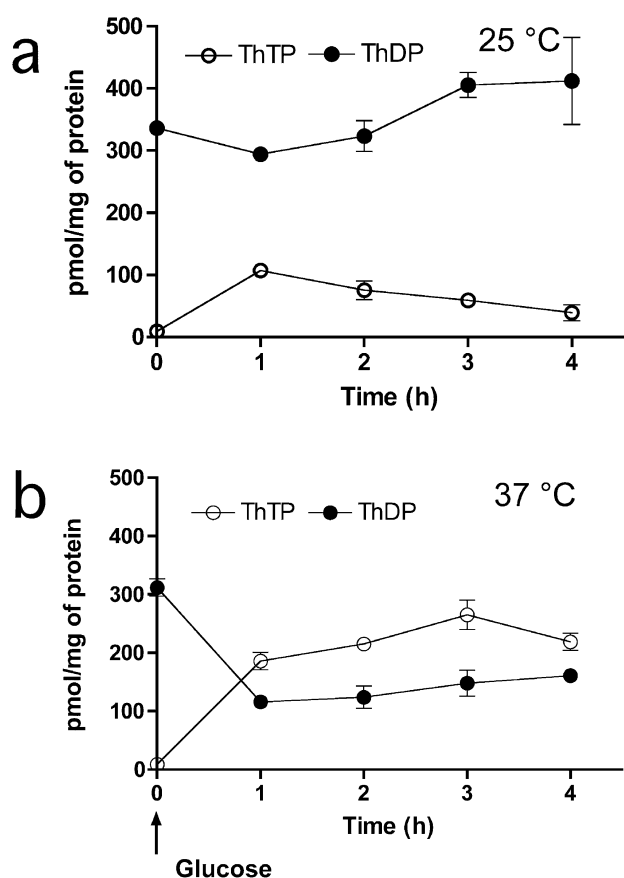 a
500
ThTP ThDP
25 °C
400
300
200
100
0
pmol/mg of protein
0 1 2 3 4
Time (h)
b
500
37 °C
ThTP ThDP
400
300
200
100
0
pmol/mg of protein
0 1 2 3 4
Time (h)
Glucose